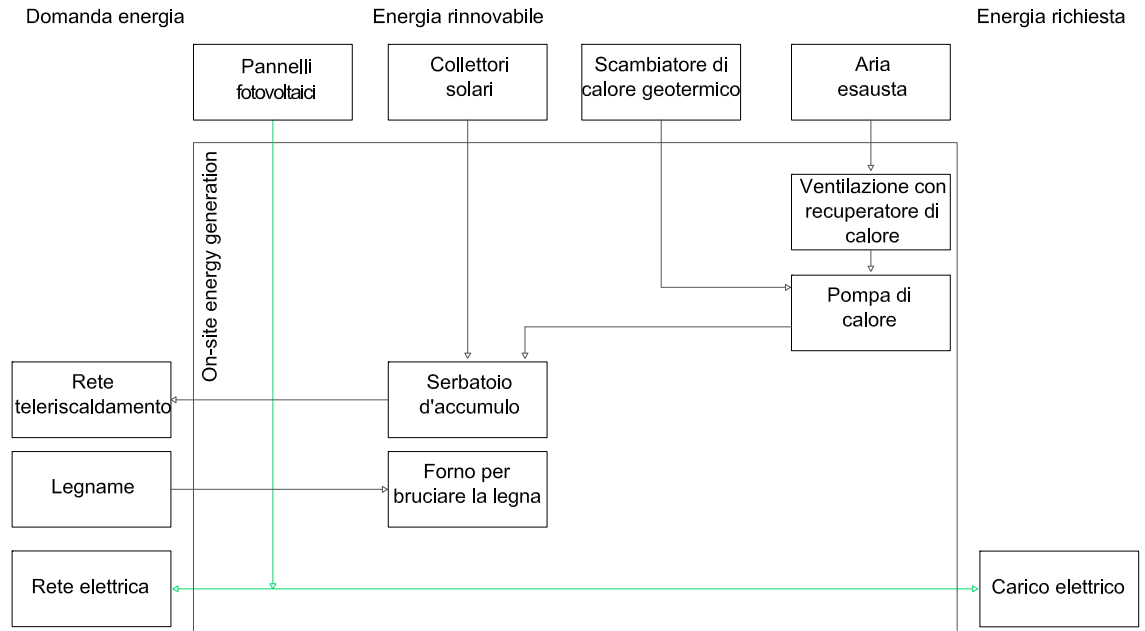 Domanda energia
Energia rinnovabile
Energia richiesta
Pannelli
fotovoltaici
Collettori
solari
Scambiatore di
calore geotermico
Aria
esausta
On-site energy generation
Ventilazione con
recuperatore di
calore
Pompa di
calore
Rete
teleriscaldamento
Serbatoio
d'accumulo
Legname
Forno per
bruciare la legna
Rete elettrica
Carico elettrico